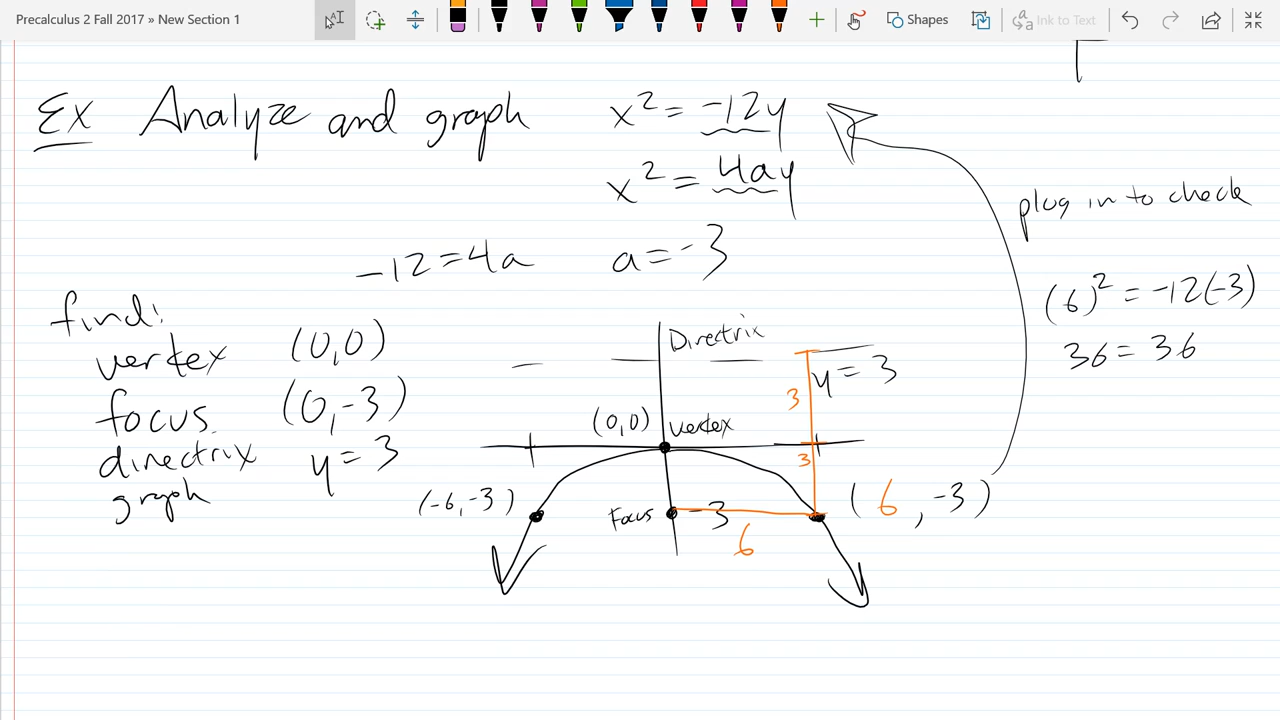 Precalculus 2 Fall 2017 » New Section 1
Shapes
Ink to Text
Ex Analyze and graph x² = -12y
x² = 4ay
plug in to check
-12 = 4a a = -3
(6)² = -12(-3)
36 = 36
find:
vertex (0,0)
focus (0,-3)
directrix y = 3
graph
Directrix
y = 3
3
(0,0) vertex
3
(-6,-3)
Focus -3
6
(6, -3)